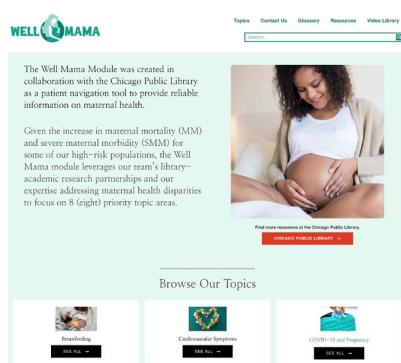 WELL MAMA
Topics Contact Us Glossary Resources Video Library
Search...
The Well Mama Module was created in
collaboration with the Chicago Public Library
as a patient navigation tool to provide reliable
information on maternal health.
Given the increase in maternal mortality (MM)
and severe maternal morbidity (SMM) for
some of our high-risk populations, the Well
Mama module leverages our team's library-
academic research partnerships and our
expertise addressing maternal health disparities
to focus on 8 (eight) priority topic areas.
Find more resources at the Chicago Public Library.
CHICAGO PUBLIC LIBRARY →
Browse Our Topics
Breastfeeding
SEE ALL →
Cardiovascular Symptoms
SEE ALL →
COVID-19 and Pregnancy
SEE ALL →